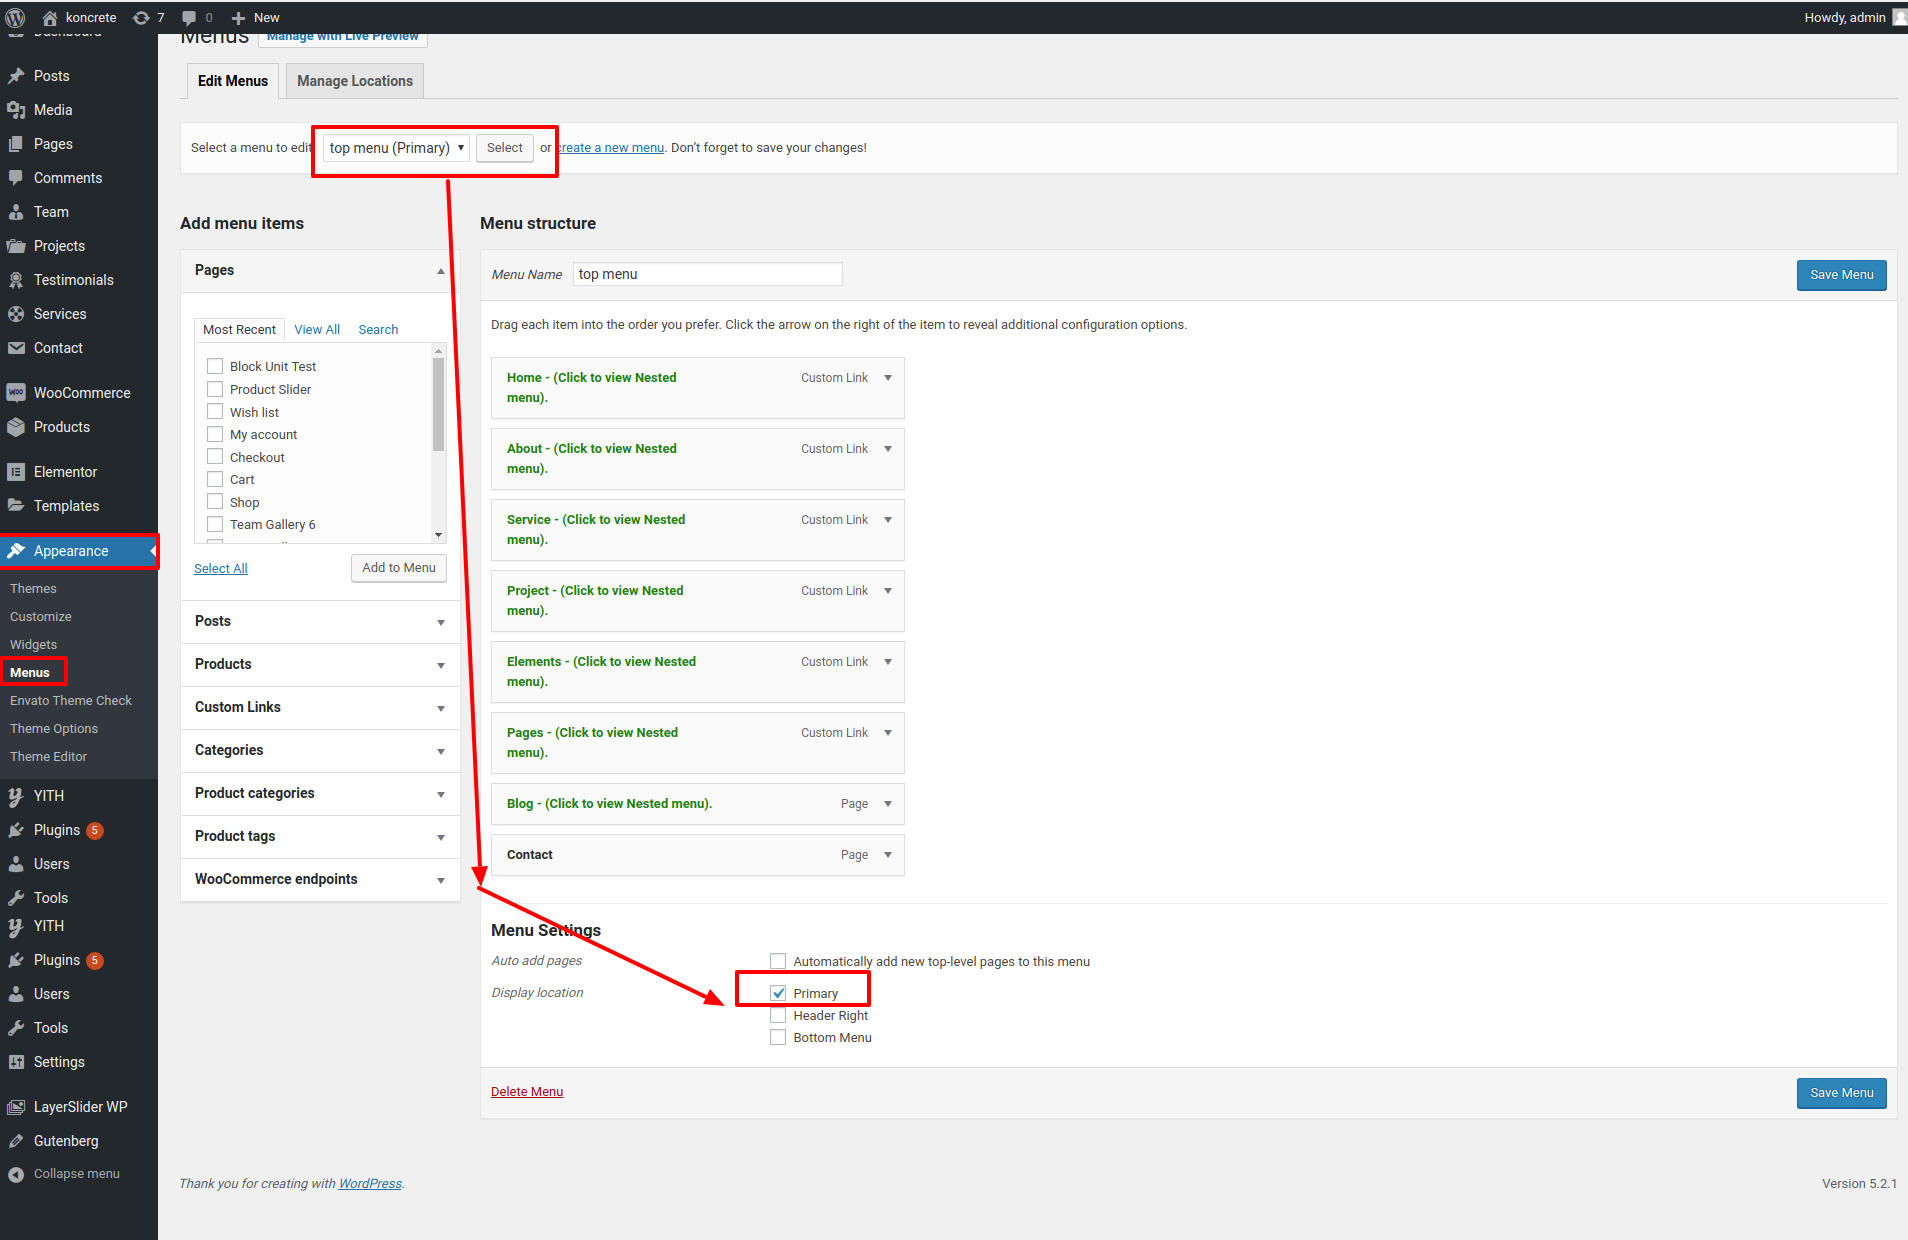 koncrete 7 0 New
Howdy, admin
Dashboard
Posts
Media
Pages
Comments
Team
Projects
Testimonials
Services
Contact
WooCommerce
Products
Elementor
Templates
Appearance
Themes
Customize
Widgets
Menus
Envato Theme Check
Theme Options
Theme Editor
YITH
Plugins 5
Users
Tools
YITH
Plugins 5
Users
Tools
Settings
LayerSlider WP
Gutenberg
Collapse menu
Menus Manage with Live Preview
Edit Menus Manage Locations
Select a menu to edit top menu (Primary) Select or create a new menu. Don’t forget to save your changes!
Add menu items
Pages
Most Recent View All Search
Block Unit Test
Product Slider
Wish list
My account
Checkout
Cart
Shop
Team Gallery 6
Select All Add to Menu
Posts
Products
Custom Links
Categories
Product categories
Product tags
WooCommerce endpoints
Menu structure
Menu Name top menu Save Menu
Drag each item into the order you prefer. Click the arrow on the right of the item to reveal additional configuration options.
Home - (Click to view Nested Custom Link
menu).
About - (Click to view Nested Custom Link
menu).
Service - (Click to view Nested Custom Link
menu).
Project - (Click to view Nested Custom Link
menu).
Elements - (Click to view Nested Custom Link
menu).
Pages - (Click to view Nested Custom Link
menu).
Blog - (Click to view Nested menu). Page
Contact Page
Menu Settings
Auto add pages Automatically add new top-level pages to this menu
Display location Primary
Header Right
Bottom Menu
Delete Menu Save Menu
Thank you for creating with WordPress.
Version 5.2.1